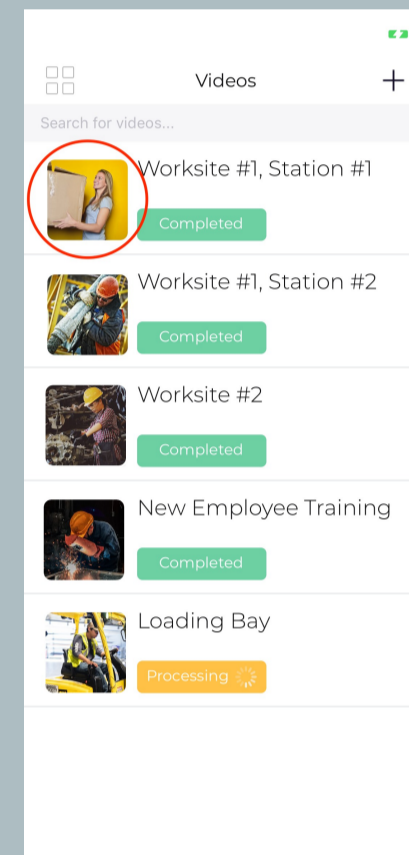 Videos
Search for videos...
Worksite #1, Station #1
Completed
Worksite #1, Station #2
Completed
Worksite #2
Completed
New Employee Training
Completed
Loading Bay
Processing